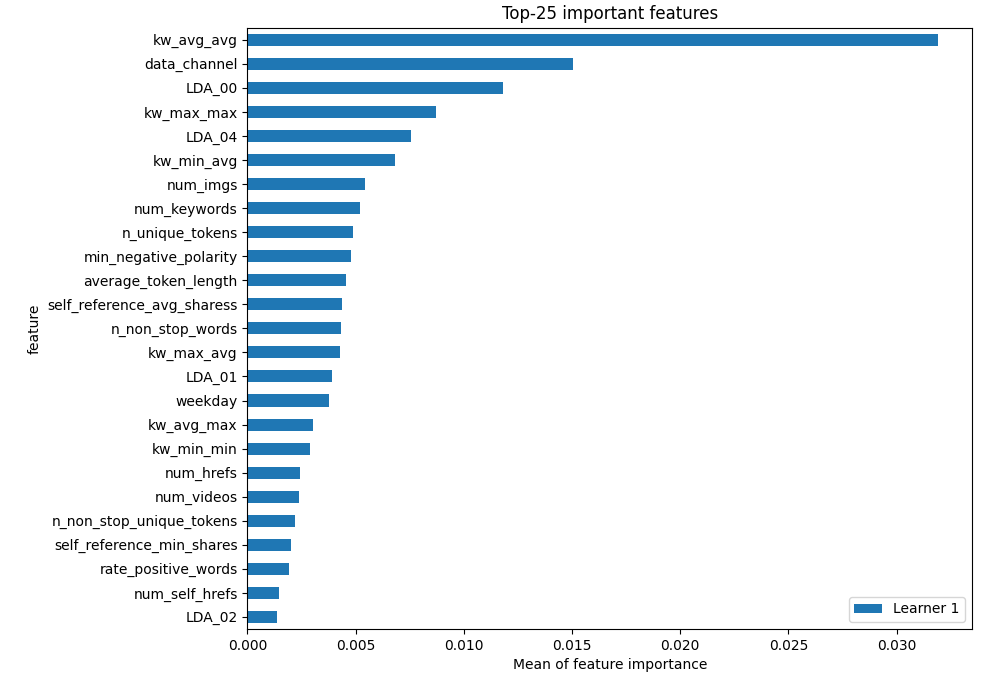 Top-25 important features
kw_avg_avg
data_channel
LDA_00
kw_max_max
LDA_04
kw_min_avg
num_imgs
num_keywords
n_unique_tokens
min_negative_polarity
average_token_length
self_reference_avg_sharess
n_non_stop_words
kw_max_avg
LDA_01
weekday
kw_avg_max
kw_min_min
num_hrefs
num_videos
n_non_stop_unique_tokens
self_reference_min_shares
rate_positive_words
num_self_hrefs
LDA_02
feature
Learner 1
0.000 0.005 0.010 0.015 0.020 0.025 0.030
Mean of feature importance